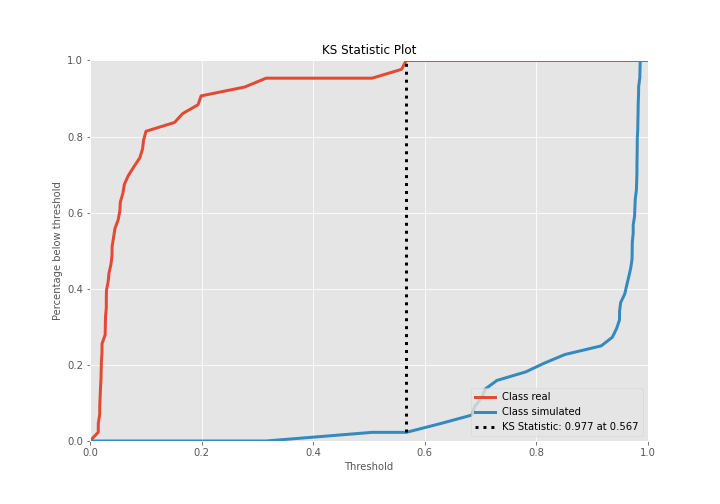 KS Statistic Plot
1.0
0.8
0.6
0.4
0.2
0.0
Percentage below threshold
Class real
Class simulated
KS Statistic: 0.977 at 0.567
0.0 0.2 0.4 0.6 0.8 1.0
Threshold